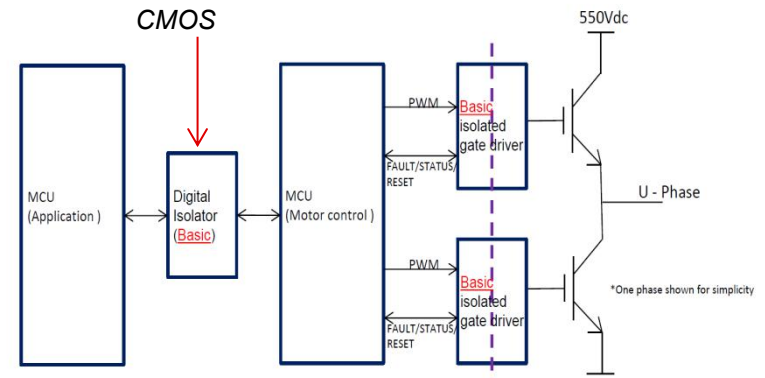 CMOS
550Vdc
MCU
(Application )
Digital
Isolator
(Basic)
MCU
(Motor control )
PWM
FAULT/STATUS/
RESET
Basic
isolated
gate driver
U - Phase
PWM
FAULT/STATUS/
RESET
Basic
isolated
gate driver
*One phase shown for simplicity